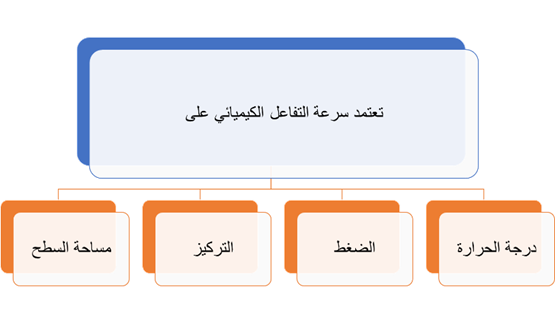 تعتمد سرعة التفاعل الكيميائي على
درجة الحرارة
الضغط
التركيز
مساحة السطح